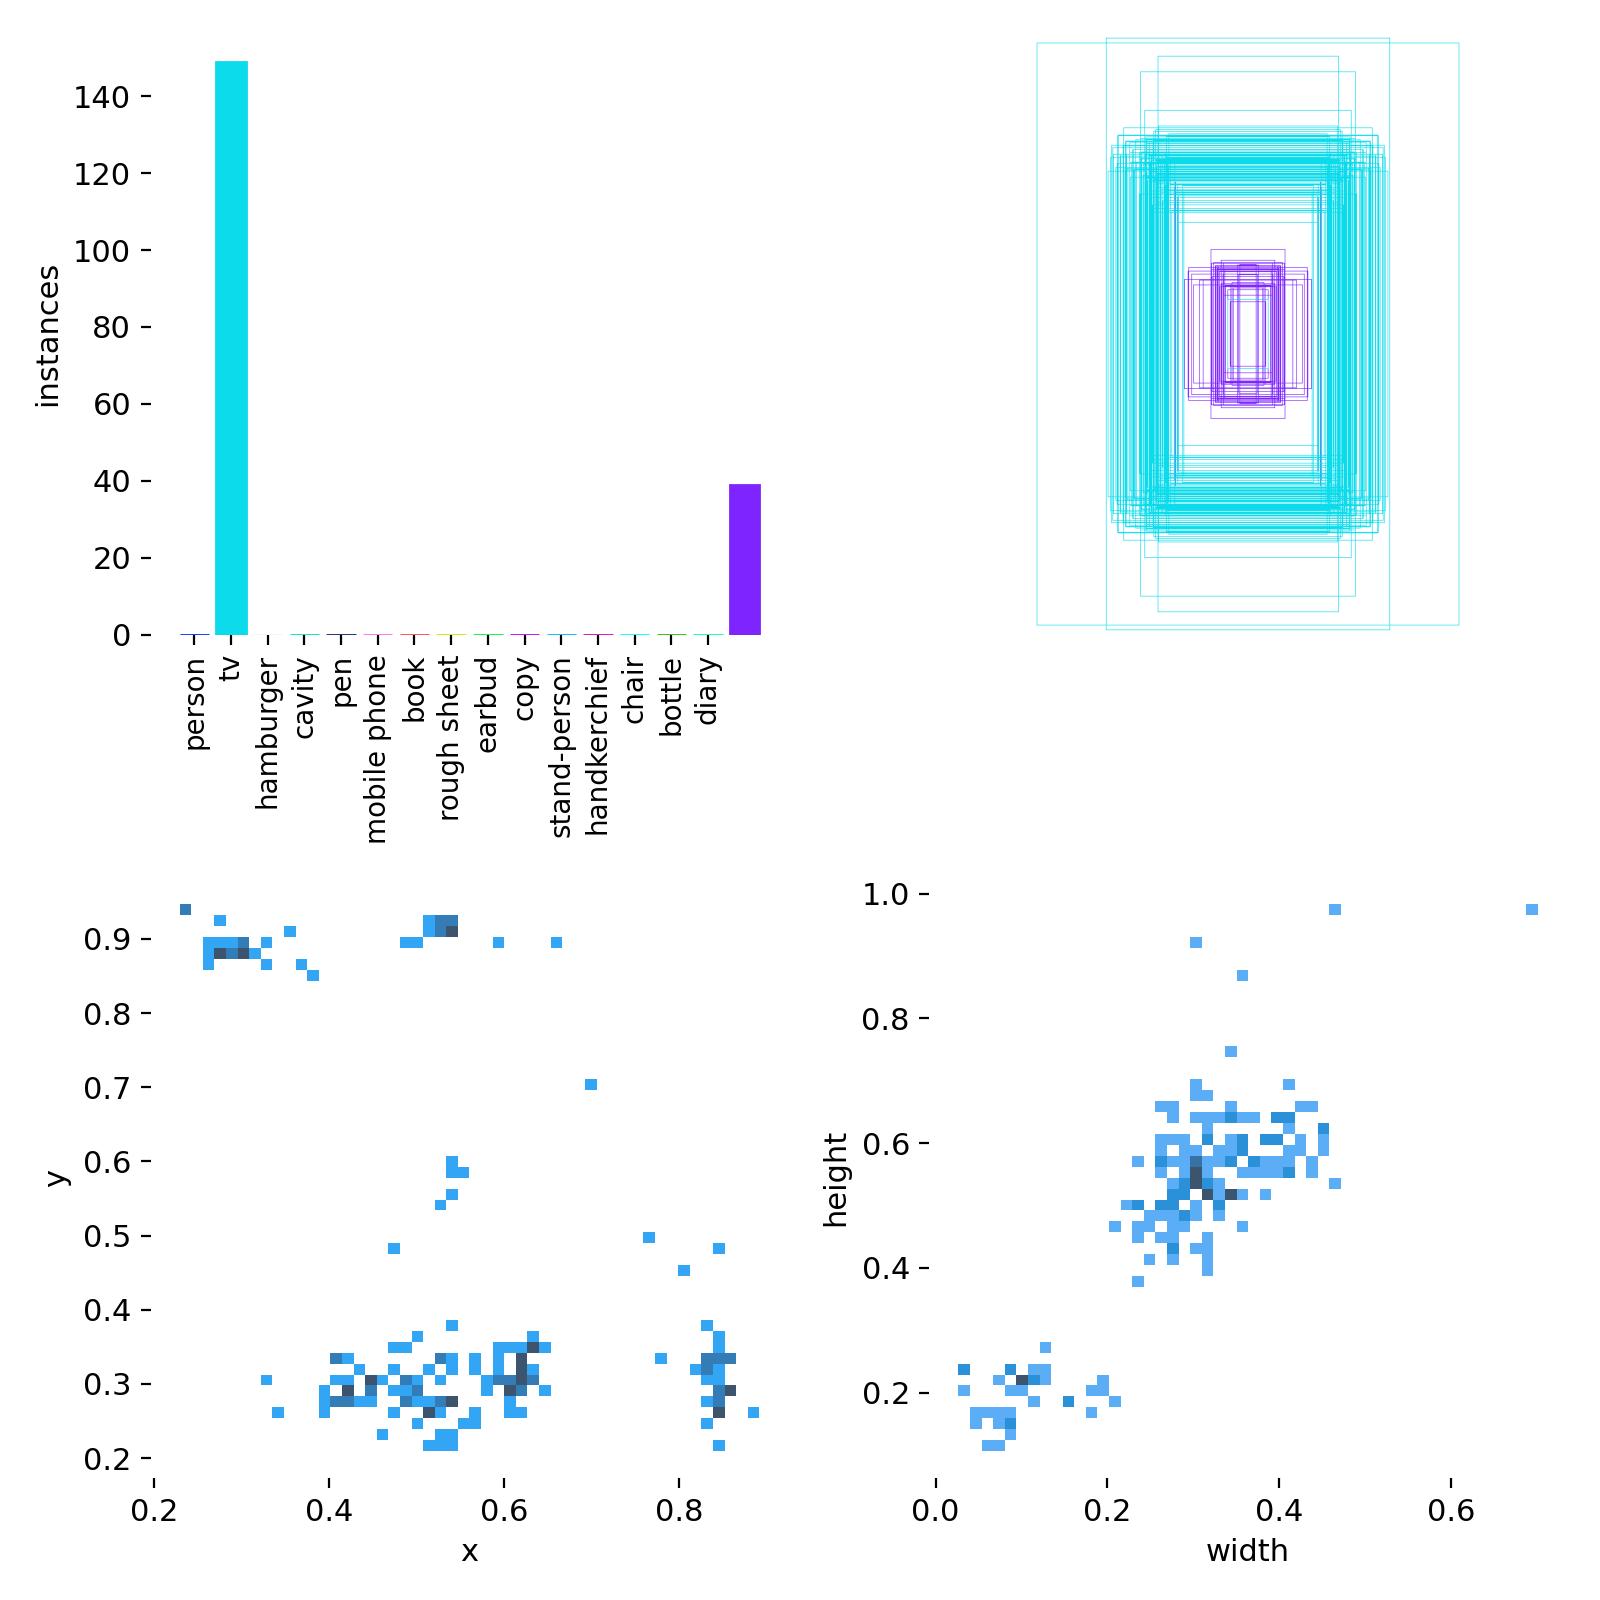 instances
140
120
100
80
60
40
20
0
person
tv
hamburger
cavity
pen
mobile phone
book
rough sheet
earbud
copy
stand-person
handkerchief
chair
bottle
diary
y
0.9
0.8
0.7
0.6
0.5
0.4
0.3
0.2
0.2 0.4 0.6 0.8
x
height
1.0
0.8
0.6
0.4
0.2
0.0 0.2 0.4 0.6
width